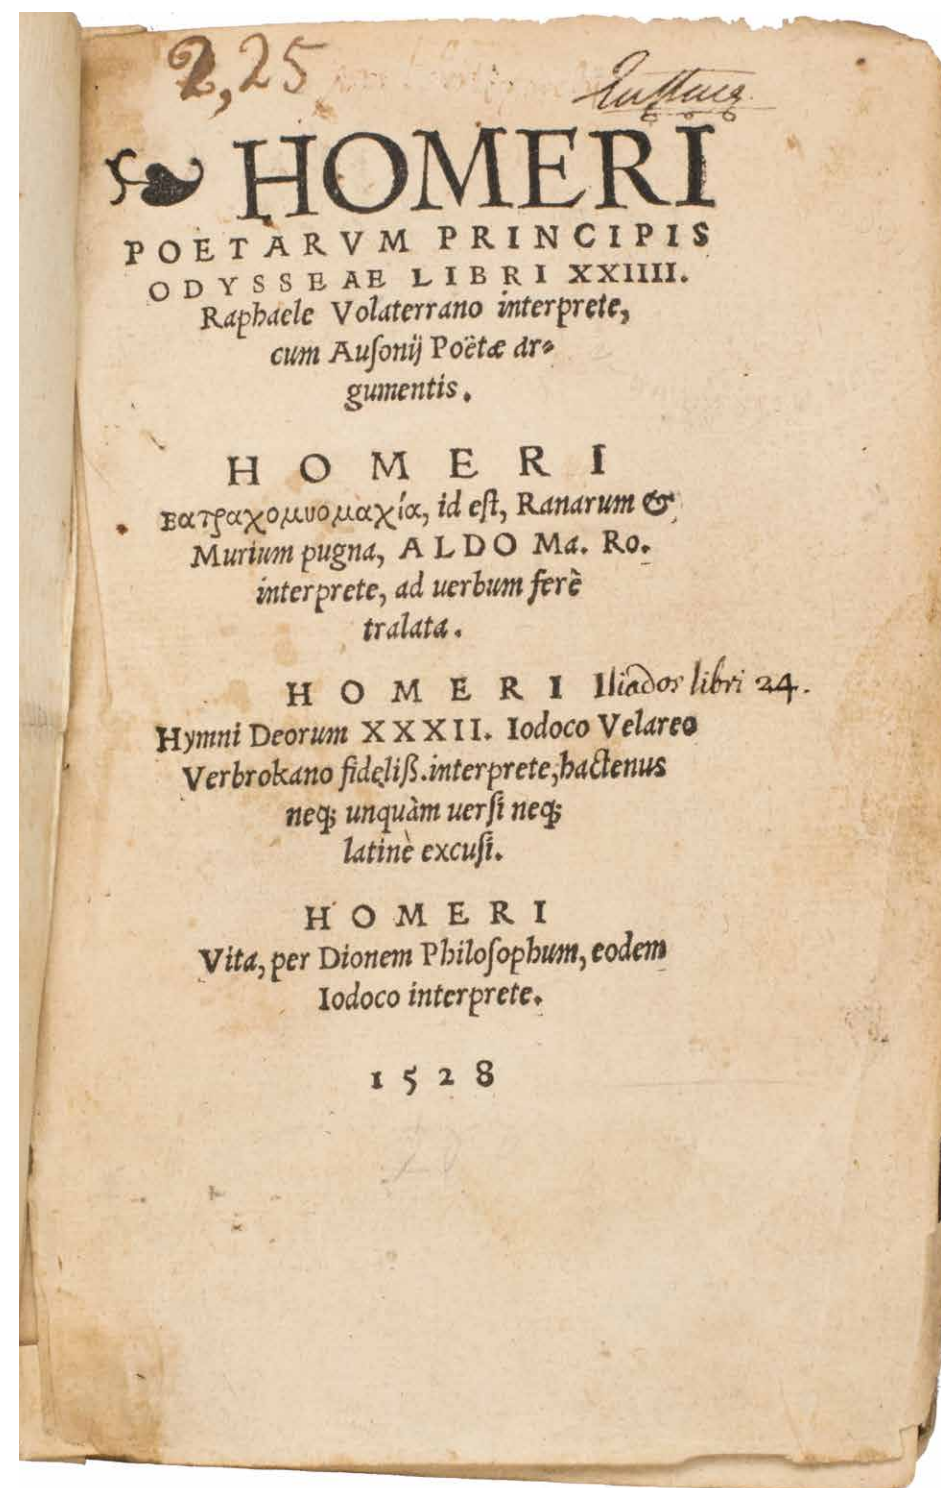 2,25
HOMERI
POETARVM PRINCIPIS
ODYSSEAE LIBRI XXIIII.
Raphaele Volaterrano interprete,
cum Auſonij Poëtæ ar-
gumentis.
HOMERI
Βατραχομυομαχία, id eſt, Ranarum &
Murium pugna, ALDO Ma. Ro.
interprete, ad uerbum ferè
tralata.
HOMERI Iliados libri 24.
Hymni Deorum XXXII. Iodoco Velareo
Verbrokano fideliß. interprete, hactenus
neq; unquàm uerſi neq;
latinè excuſi.
HOMERI
Vita, per Dionem Philoſophum, eodem
Iodoco interprete.
1528